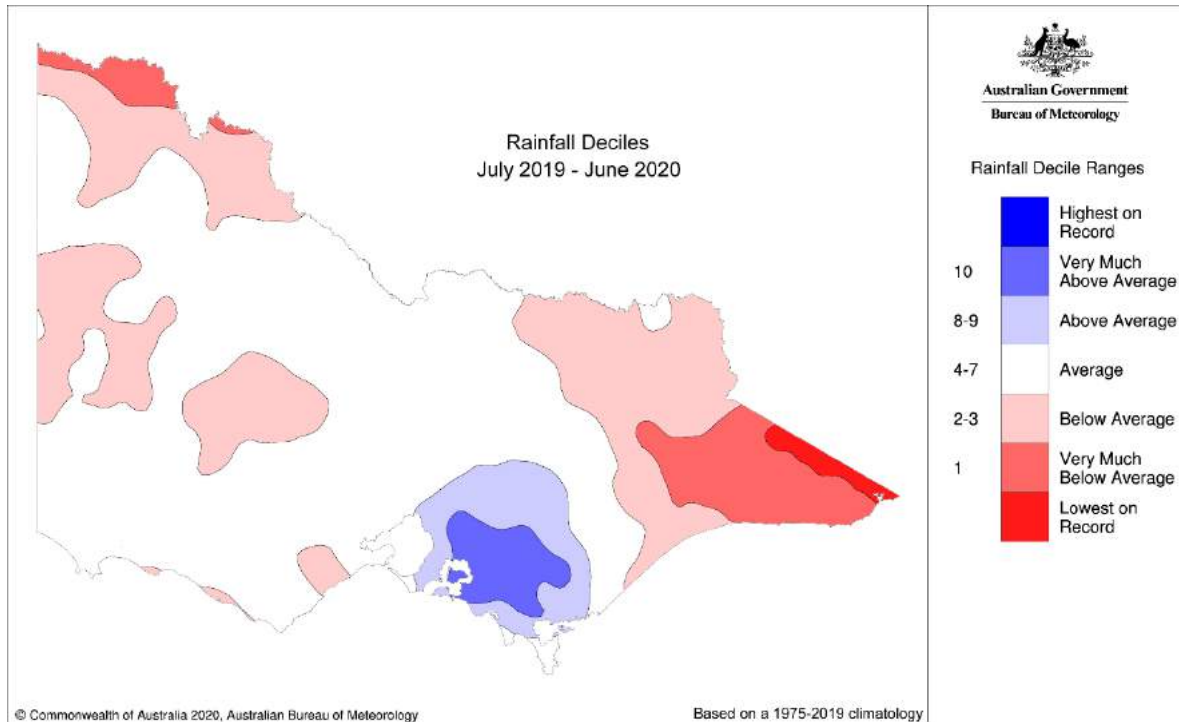 Rainfall Deciles
July 2019 - June 2020
© Commonwealth of Australia 2020, Australian Bureau of Meteorology
Based on a 1975-2019 climatology
Australian Government
Bureau of Meteorology
Rainfall Decile Ranges
Highest on
Record
10
Very Much
Above Average
8-9
Above Average
4-7
Average
2-3
Below Average
1
Very Much
Below Average
Lowest on
Record